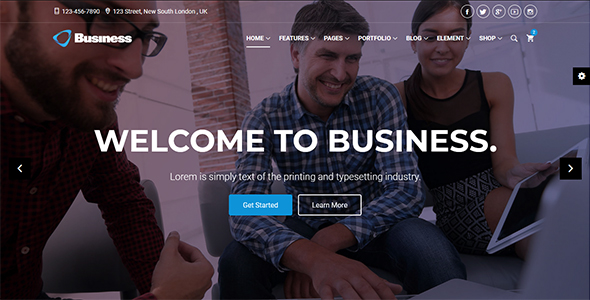 123-456-7890 123 Street, New South London , UK
Business
HOME FEATURES PAGES PORTFOLIO BLOG ELEMENT SHOP
2
WELCOME TO BUSINESS.
Lorem is simply text of the printing and typesetting industry.
Get Started Learn More